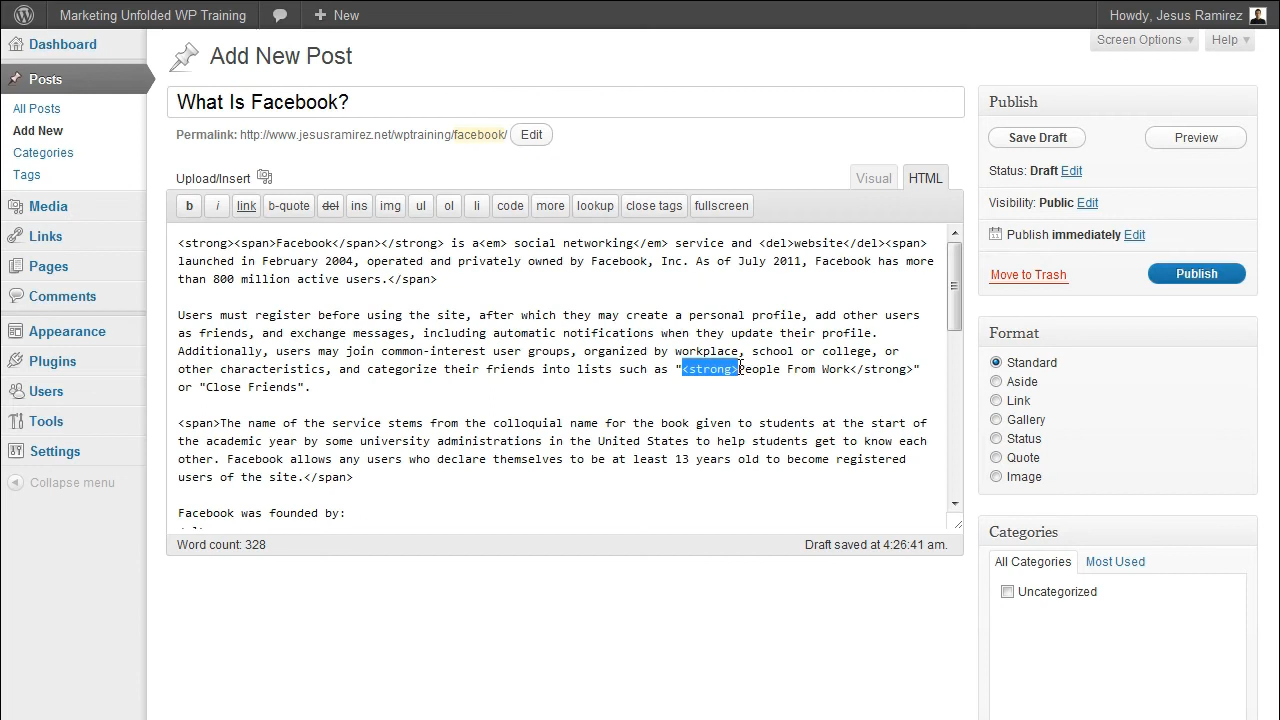 Marketing Unfolded WP Training
New
Howdy, Jesus Ramirez
Screen Options
Help
Dashboard
Posts
All Posts
Add New
Categories
Tags
Media
Links
Pages
Comments
Appearance
Plugins
Users
Tools
Settings
Collapse menu
Add New Post
What Is Facebook?
Permalink: http://www.jesusramirez.net/wptraining/facebook/ Edit
Upload/Insert
Visual
HTML
b i link b-quote del ins img ul ol li code more lookup close tags fullscreen
<strong><span>Facebook</span></strong> is a<em> social networking</em> service and <del>website</del><span>
launched in February 2004, operated and privately owned by Facebook, Inc. As of July 2011, Facebook has more
than 800 million active users.</span>
Users must register before using the site, after which they may create a personal profile, add other users
as friends, and exchange messages, including automatic notifications when they update their profile.
Additionally, users may join common-interest user groups, organized by workplace, school or college, or
other characteristics, and categorize their friends into lists such as "<strong>People From Work</strong>"
or "Close Friends".
<span>The name of the service stems from the colloquial name for the book given to students at the start of
the academic year by some university administrations in the United States to help students get to know each
other. Facebook allows any users who declare themselves to be at least 13 years old to become registered
users of the site.</span>
Facebook was founded by:
Word count: 328
Draft saved at 4:26:41 am.
Publish
Save Draft
Preview
Status: Draft Edit
Visibility: Public Edit
Publish immediately Edit
Move to Trash
Publish
Format
Standard
Aside
Link
Gallery
Status
Quote
Image
Categories
All Categories
Most Used
Uncategorized